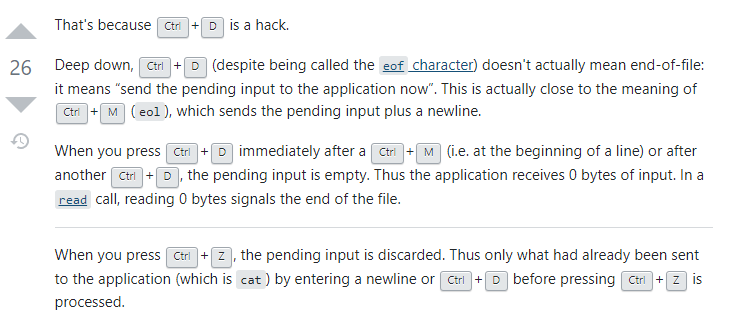 That's because Ctrl + D is a hack.
Deep down, Ctrl + D (despite being called the eof character) doesn't actually mean end-of-file:
26
it means “send the pending input to the application now”. This is actually close to the meaning of
Ctrl + M (eol), which sends the pending input plus a newline.
When you press Ctrl + D immediately after a Ctrl + M (i.e. at the beginning of a line) or after
another Ctrl + D, the pending input is empty. Thus the application receives 0 bytes of input. In a
read call, reading 0 bytes signals the end of the file.
When you press Ctrl + Z, the pending input is discarded. Thus only what had already been sent
to the application (which is cat) by entering a newline or Ctrl + D before pressing Ctrl + Z is
processed.